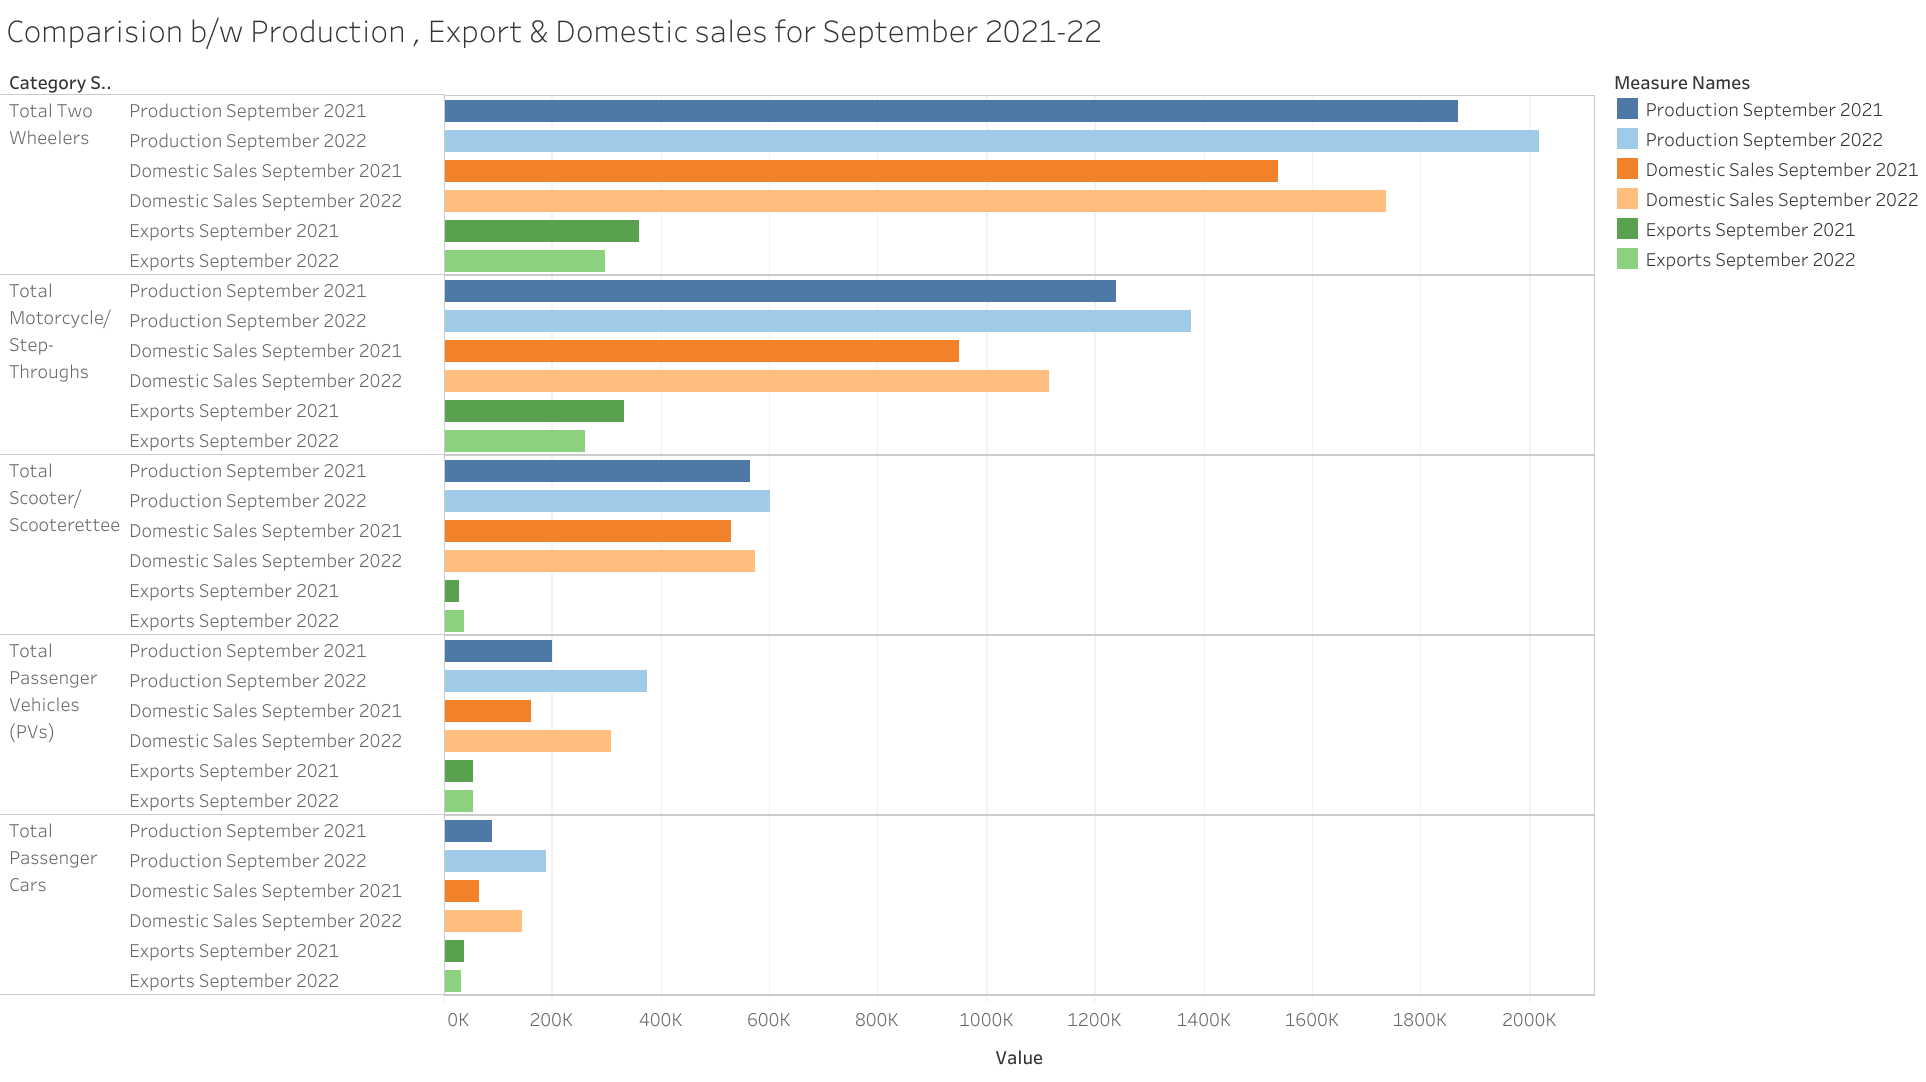 Comparision b/w Production , Export & Domestic sales for September 2021-22
Category S..
Total Two
Wheelers
Production September 2021
Production September 2022
Domestic Sales September 2021
Domestic Sales September 2022
Exports September 2021
Exports September 2022
Total
Motorcycle/
Step-
Throughs
Production September 2021
Production September 2022
Domestic Sales September 2021
Domestic Sales September 2022
Exports September 2021
Exports September 2022
Total
Scooter/
Scooterettee
Production September 2021
Production September 2022
Domestic Sales September 2021
Domestic Sales September 2022
Exports September 2021
Exports September 2022
Total
Passenger
Vehicles
(PVs)
Production September 2021
Production September 2022
Domestic Sales September 2021
Domestic Sales September 2022
Exports September 2021
Exports September 2022
Total
Passenger
Cars
Production September 2021
Production September 2022
Domestic Sales September 2021
Domestic Sales September 2022
Exports September 2021
Exports September 2022
0K 200K 400K 600K 800K 1000K 1200K 1400K 1600K 1800K 2000K
Value
Measure Names
Production September 2021
Production September 2022
Domestic Sales September 2021
Domestic Sales September 2022
Exports September 2021
Exports September 2022